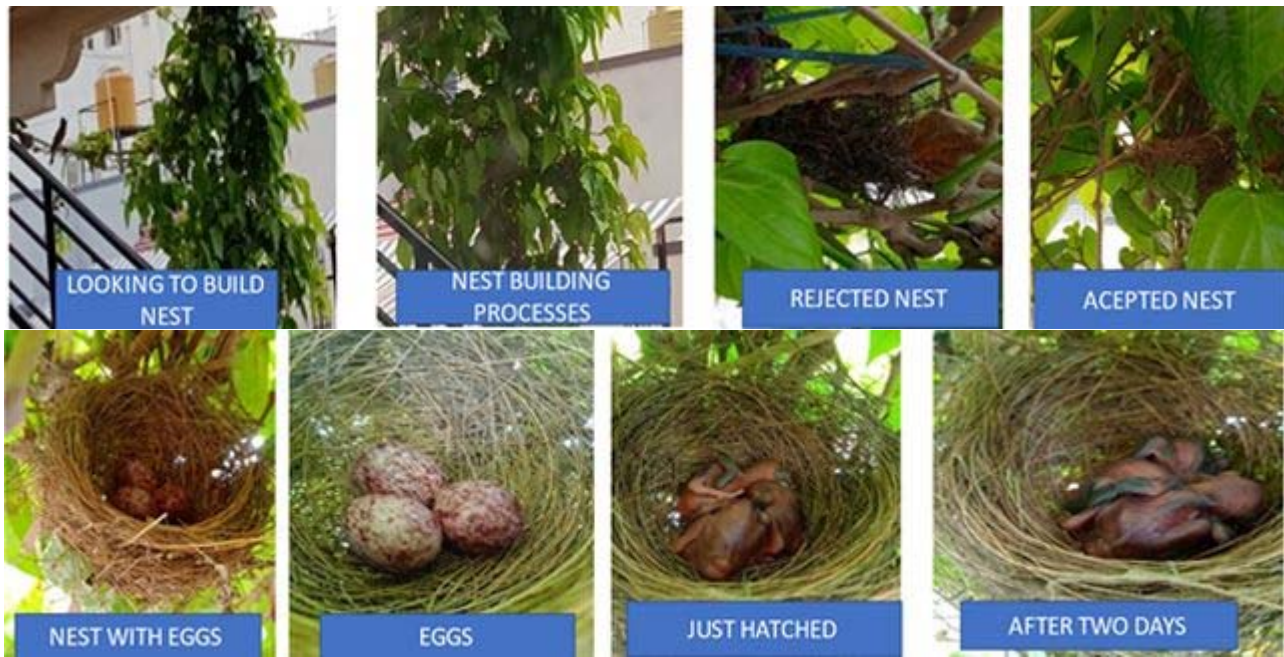 LOOKING TO BUILD
NEST
NEST BUILDING
PROCESSES
REJECTED NEST
ACEPTED NEST
NEST WITH EGGS
EGGS
JUST HATCHED
AFTER TWO DAYS